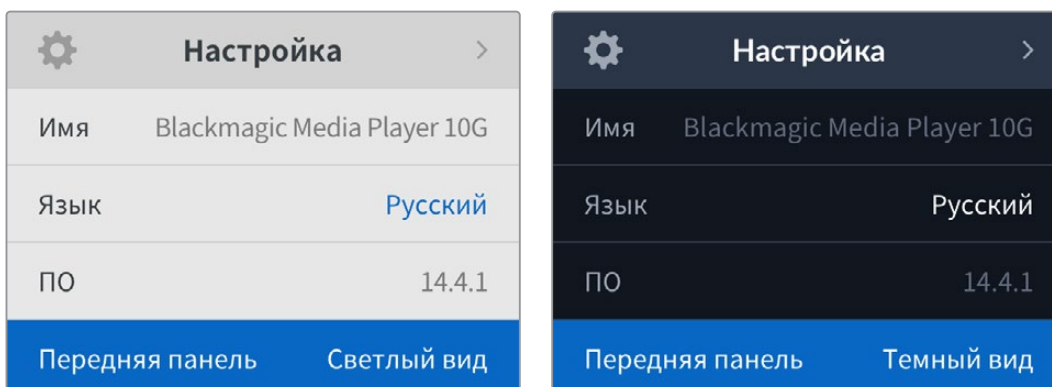 Настройка
Имя Blackmagic Media Player 10G
Язык Русский
ПО 14.4.1
Передняя панель Светлый вид
Настройка
Имя Blackmagic Media Player 10G
Язык Русский
ПО 14.4.1
Передняя панель Темный вид